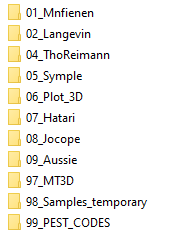 01_Mnfienen
02_Langevin
04_ThoReimann
05_Symple
06_Plot_3D
07_Hatari
08_Jocope
09_Aussie
97_MT3D
98_Samples_temporary
99_PEST_CODES